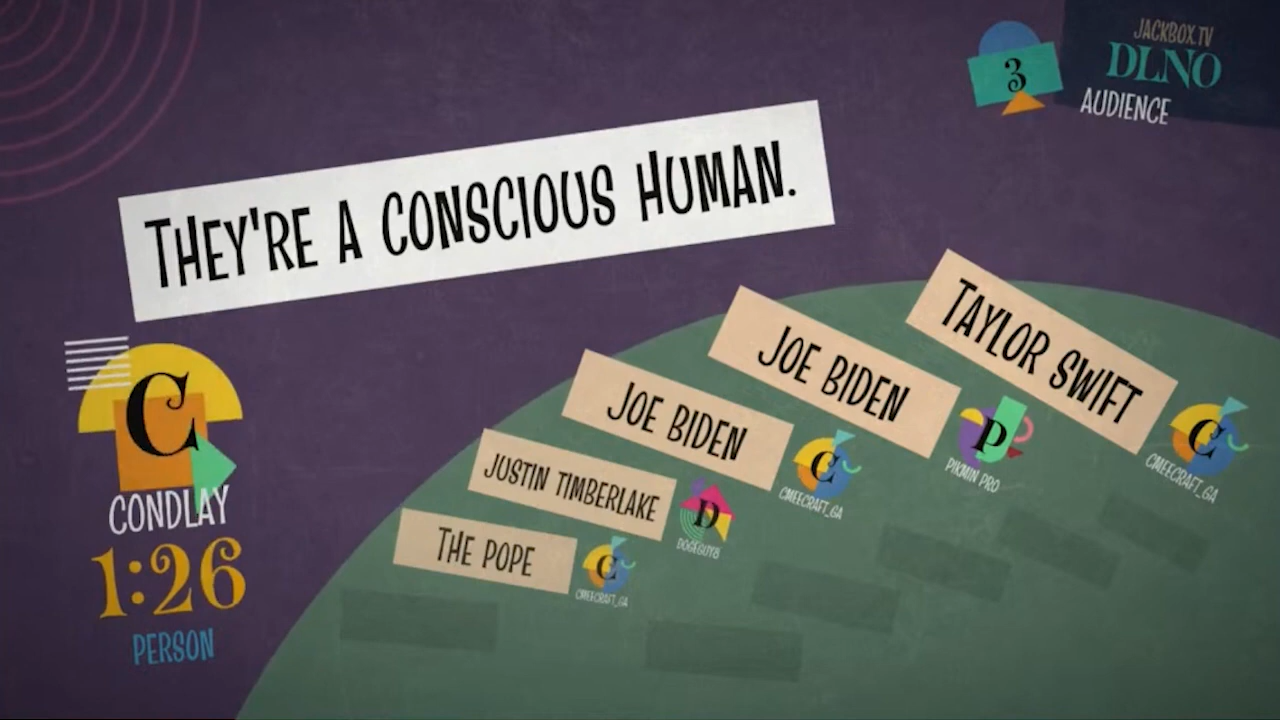 JACKBOX.TV
DLNO
3
AUDIENCE
THEY'RE A CONSCIOUS HUMAN.
TAYLOR SWIFT
C
CMEECRAFT_GA
JOE BIDEN
P
PIKMIN PRO
JOE BIDEN
C
CMEECRAFT_GA
JUSTIN TIMBERLAKE
D
DOGEGUY8
THE POPE
C
CMEECRAFT_GA
C
CONDLAY
1:26
PERSON